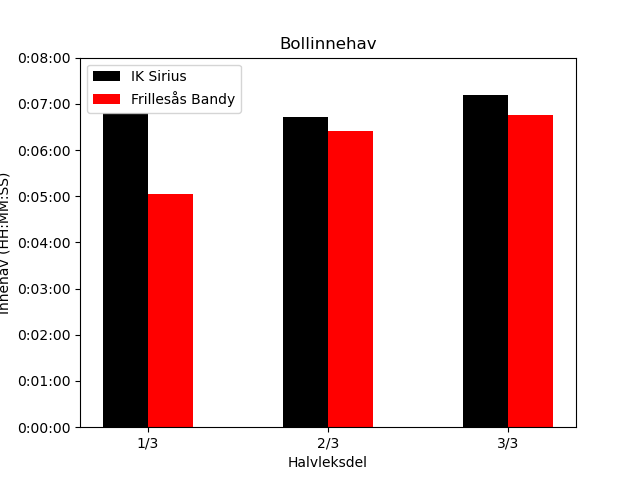 Bollinnehav
IK Sirius
Frillesås Bandy
0:08:00
0:07:00
0:06:00
0:05:00
0:04:00
0:03:00
0:02:00
0:01:00
0:00:00
Innehav (HH:MM:SS)
1/3 2/3 3/3
Halvleksdel